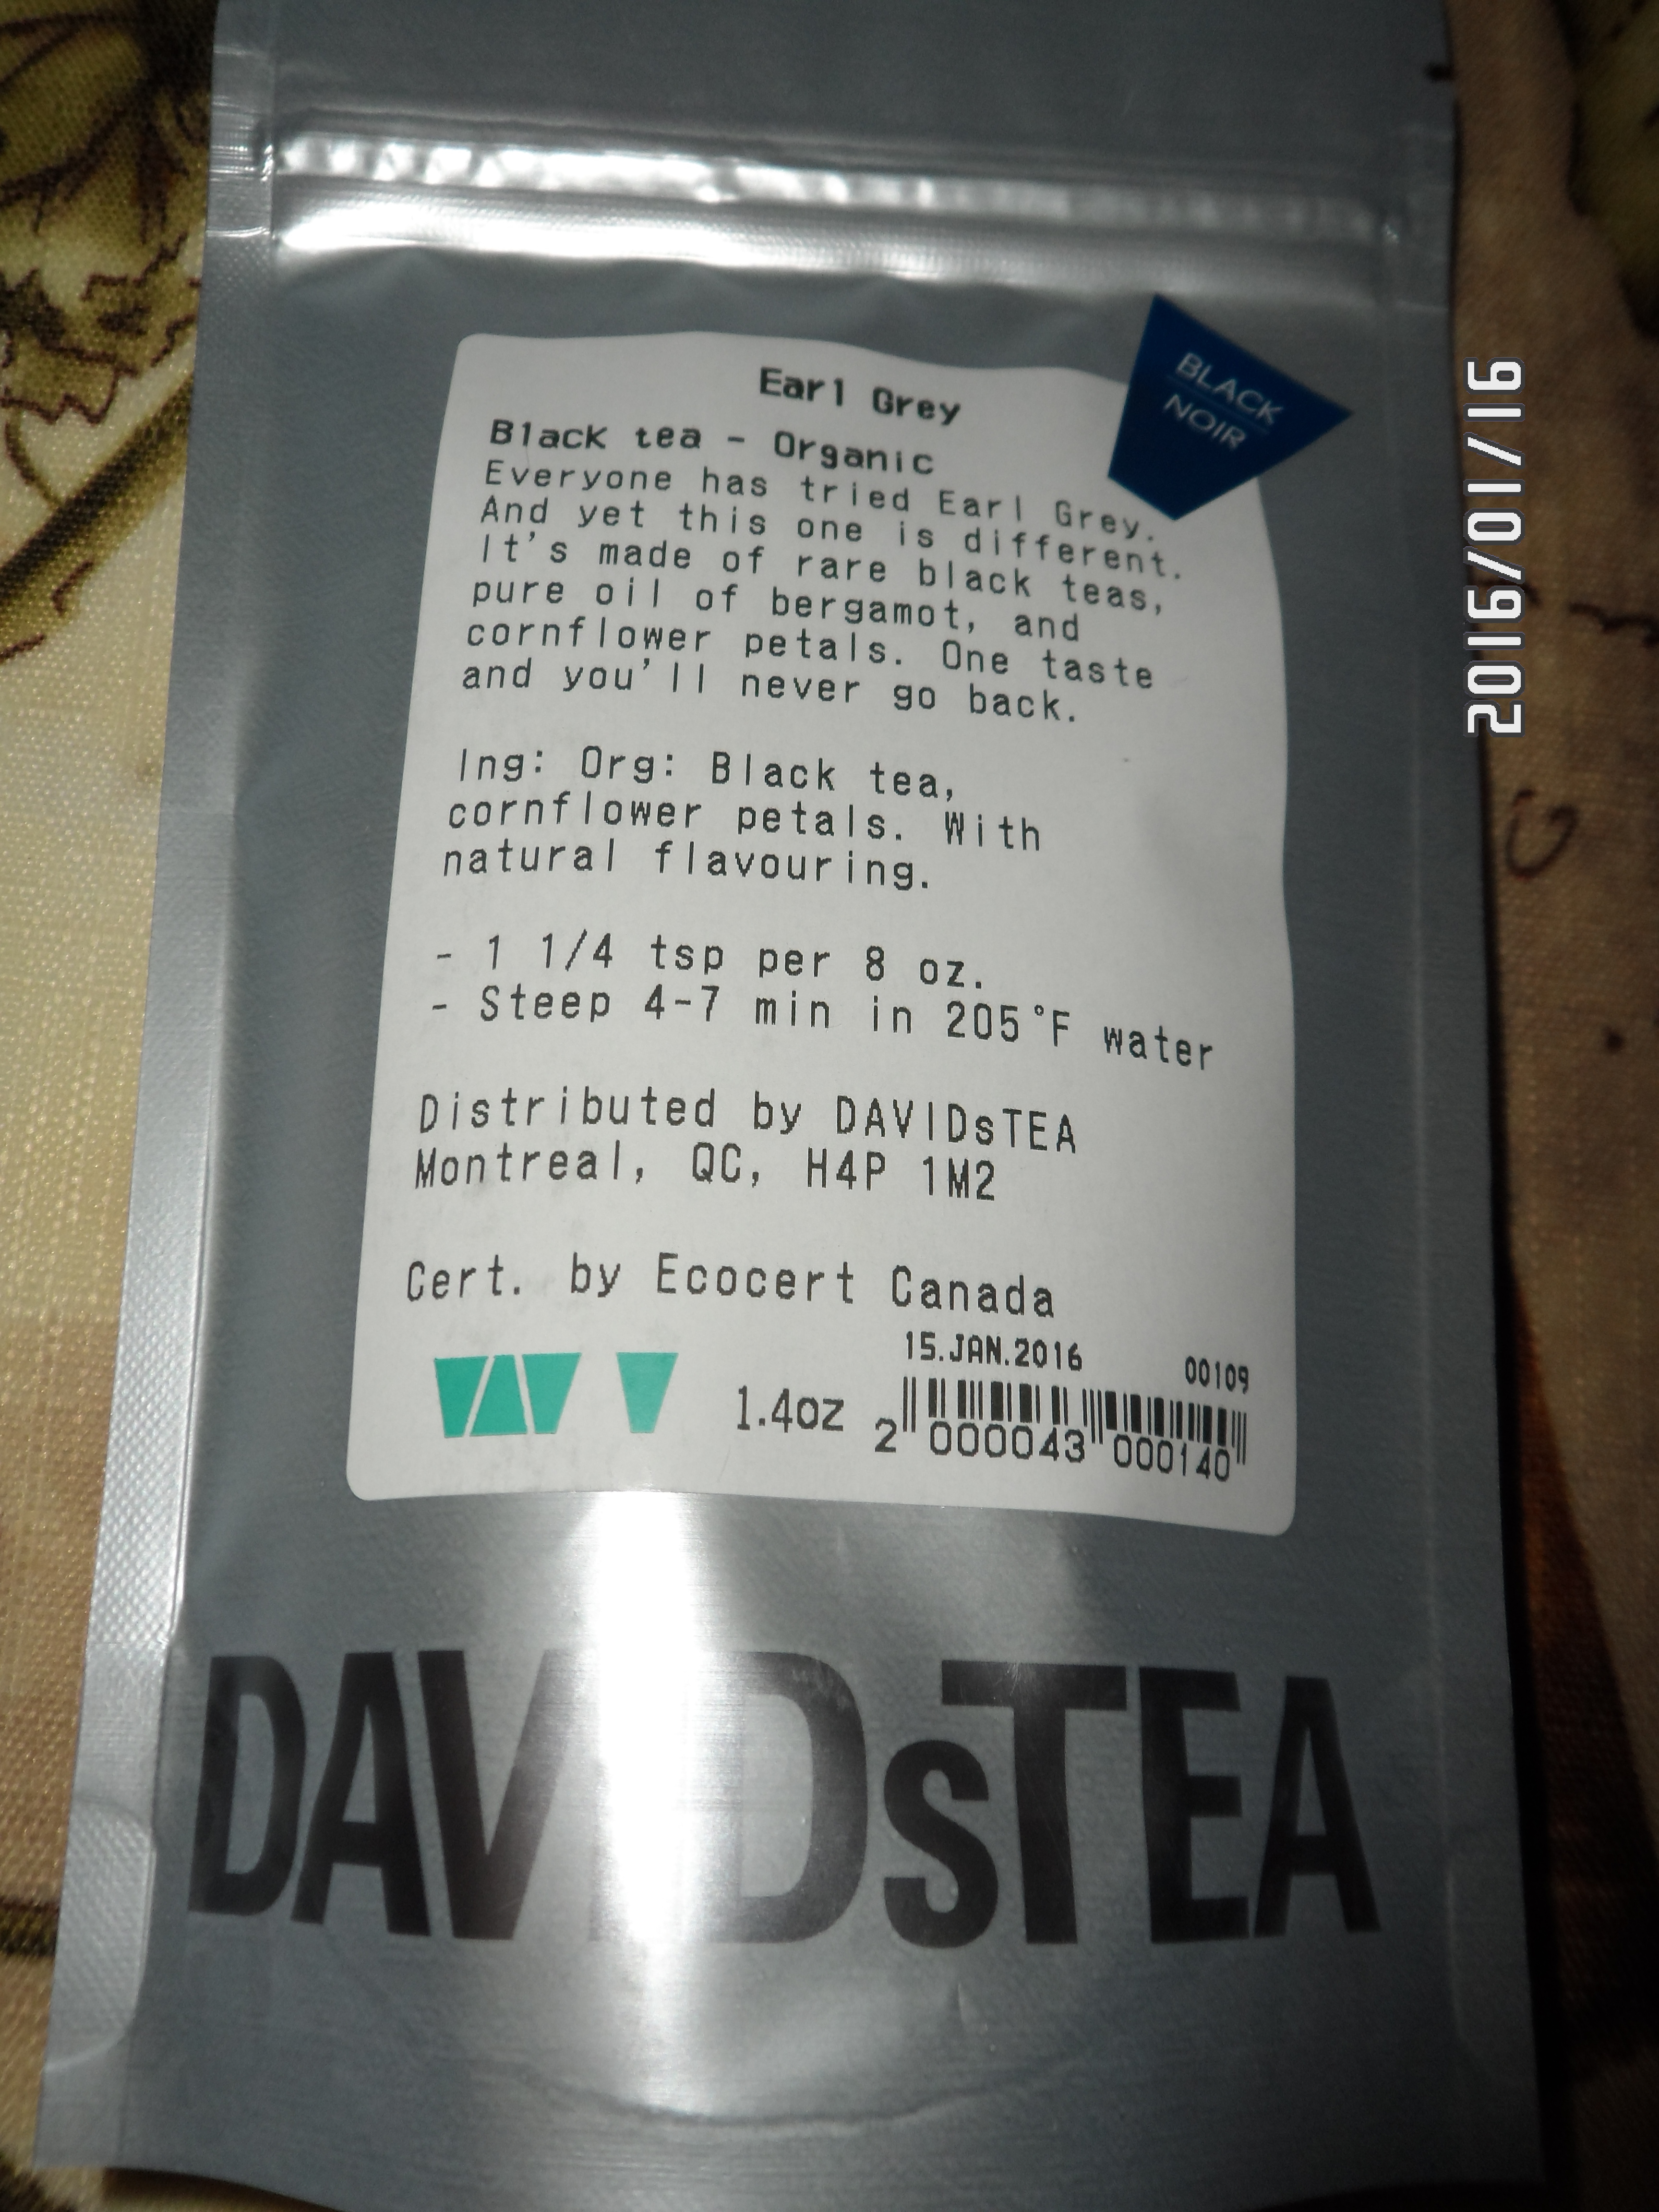 Earl Grey
Black tea - Organic
Everyone has tried Earl Grey.
And yet this one is different.
It's made of rare black teas,
pure oil of bergamot, and
cornflower petals. One taste
and you'll never go back.
Ing: Org: Black tea,
cornflower petals. With
natural flavouring.
- 1 1/4 tsp per 8 oz.
- Steep 4-7 min in 205°F water
Distributed by DAVIDsTEA
Montreal, QC, H4P 1M2
Cert. by Ecocert Canada
15.JAN.2016 00109
1.4oz
2 000043 000140
BLACK
NOIR
DAVIDsTEA
2016/01/16